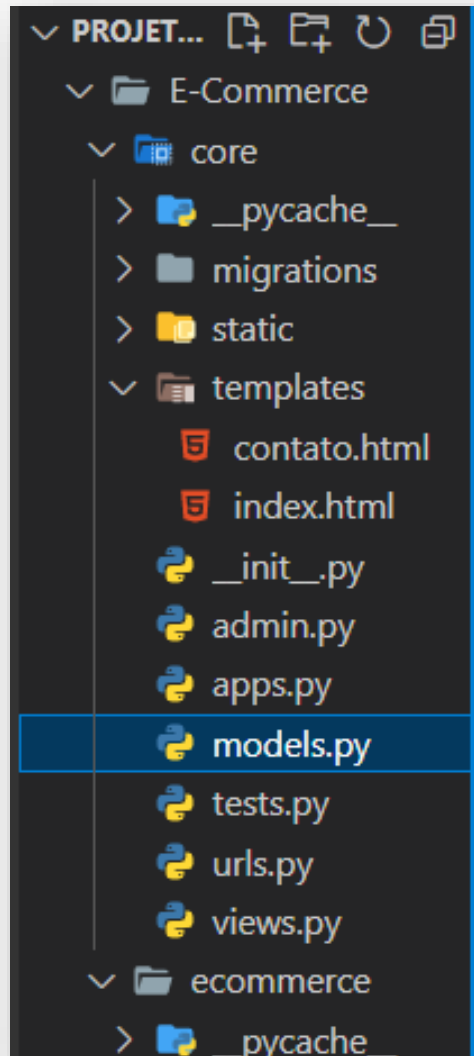 PROJET...
E-Commerce
core
__pycache__
migrations
static
templates
contato.html
index.html
__init__.py
admin.py
apps.py
models.py
tests.py
urls.py
views.py
ecommerce
__pycache__